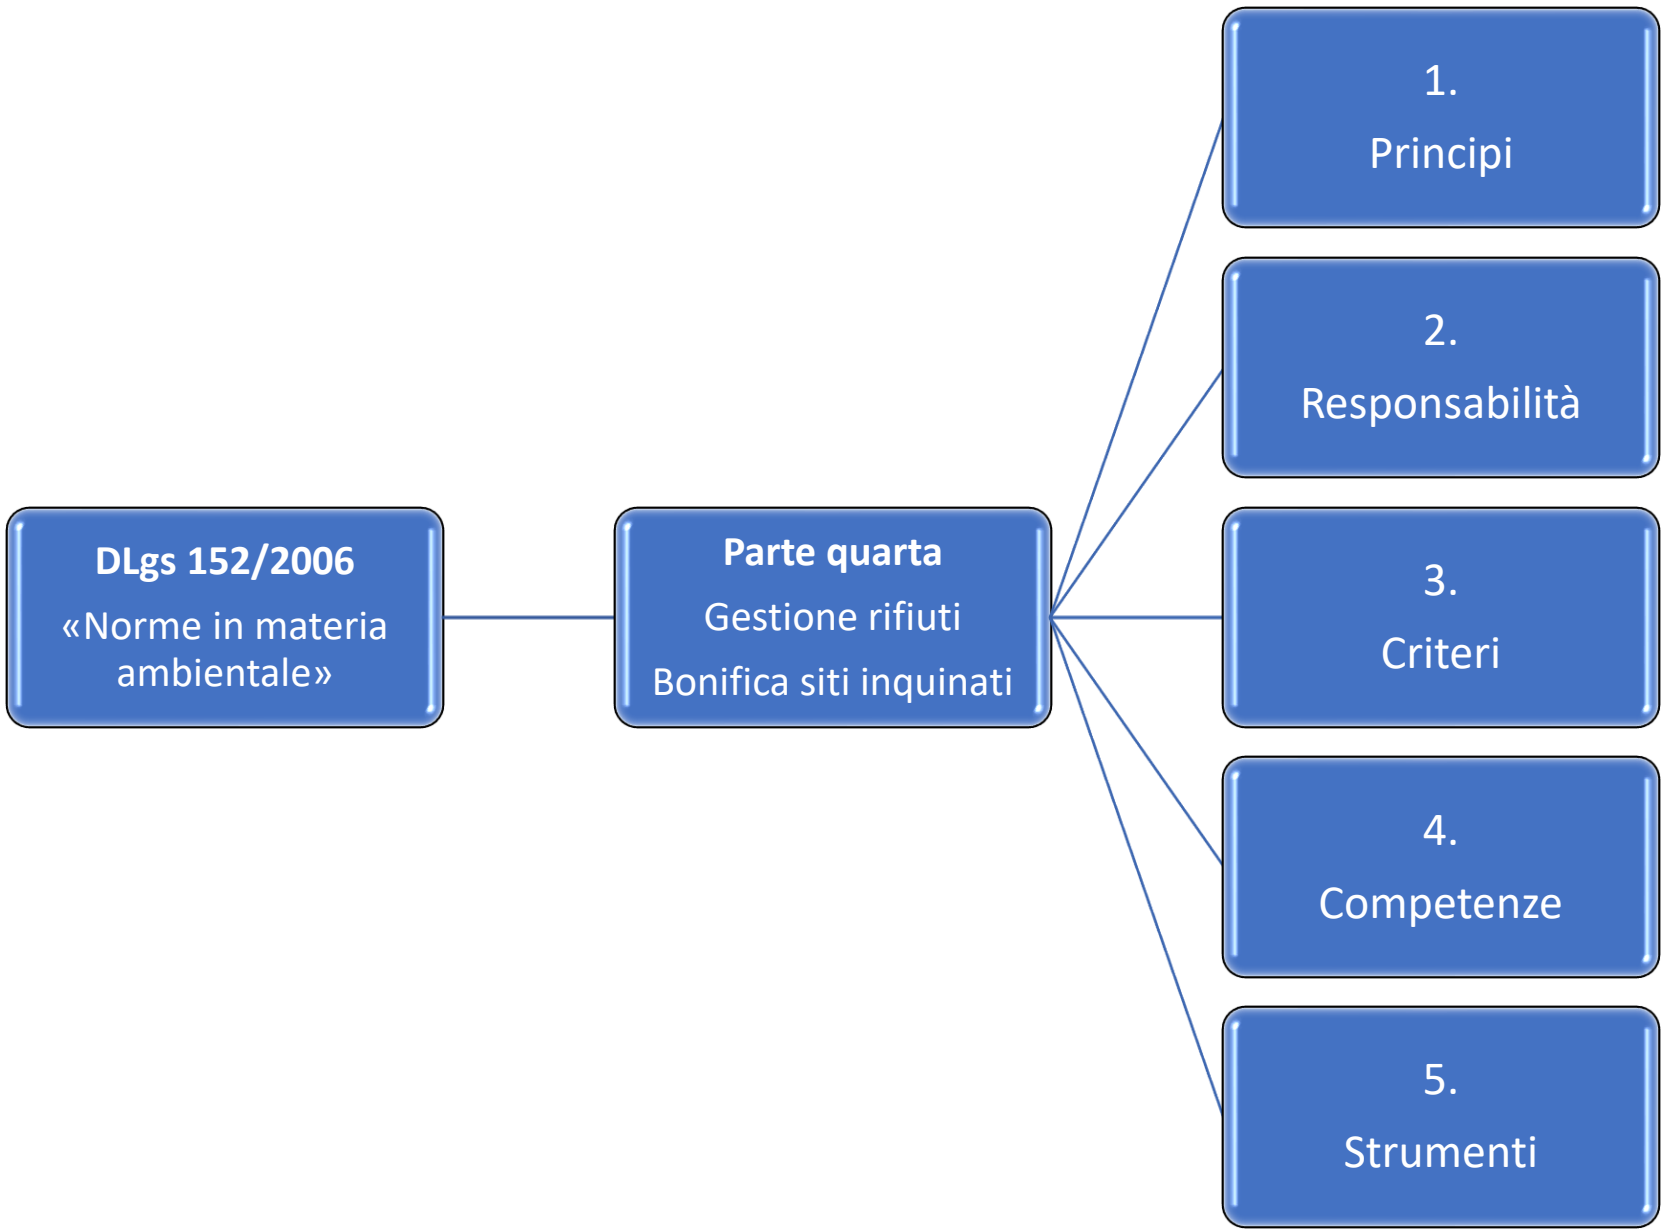 DLgs 152/2006
«Norme in materia
ambientale»
Parte quarta
Gestione rifiuti
Bonifica siti inquinati
1.
Principi
2.
Responsabilità
3.
Criteri
4.
Competenze
5.
Strumenti